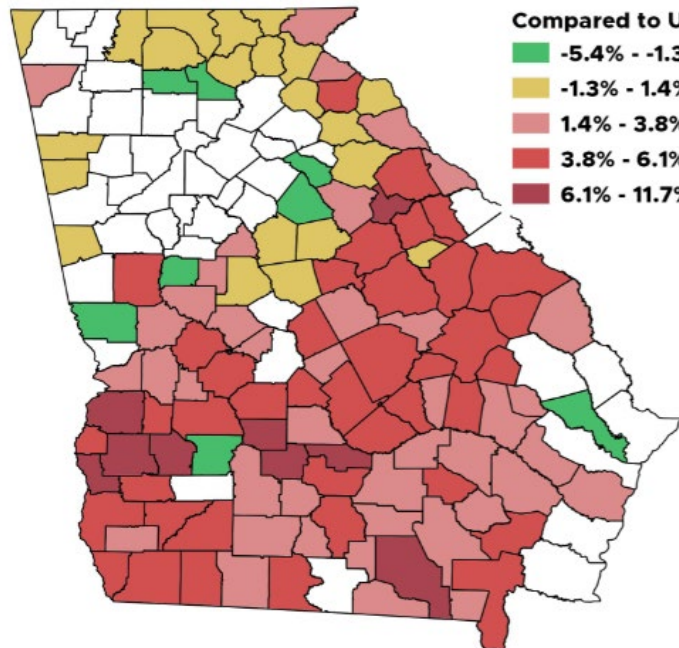 Compared to U
-5.4% - -1.3
-1.3% - 1.4%
1.4% - 3.8%
3.8% - 6.1%
6.1% - 11.7%